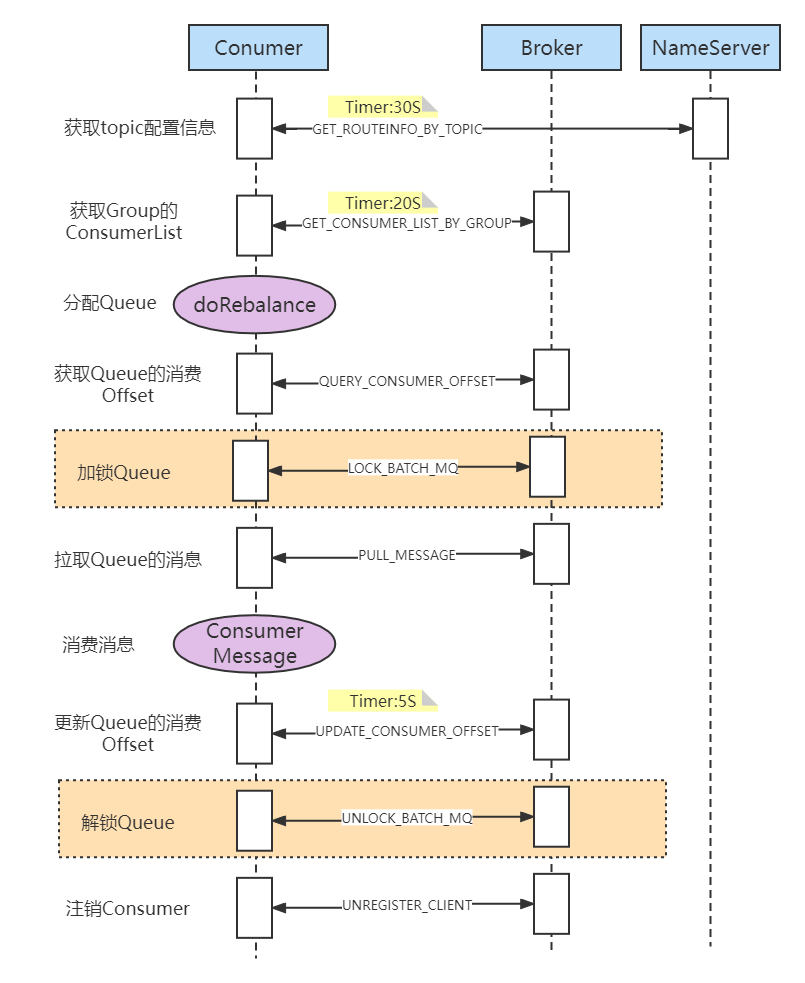 Conumer
Broker
NameServer
Timer:30S
获取topic配置信息
GET_ROUTEINFO_BY_TOPIC
Timer:20S
获取Group的
ConsumerList
GET_CONSUMER_LIST_BY_GROUP
分配Queue
doRebalance
获取Queue的消费
Offset
QUERY_CONSUMER_OFFSET
加锁Queue
LOCK_BATCH_MQ
拉取Queue的消息
PULL_MESSAGE
消费消息
Consumer
Message
Timer:5S
更新Queue的消费
Offset
UPDATE_CONSUMER_OFFSET
解锁Queue
UNLOCK_BATCH_MQ
注销Consumer
UNREGISTER_CLIENT